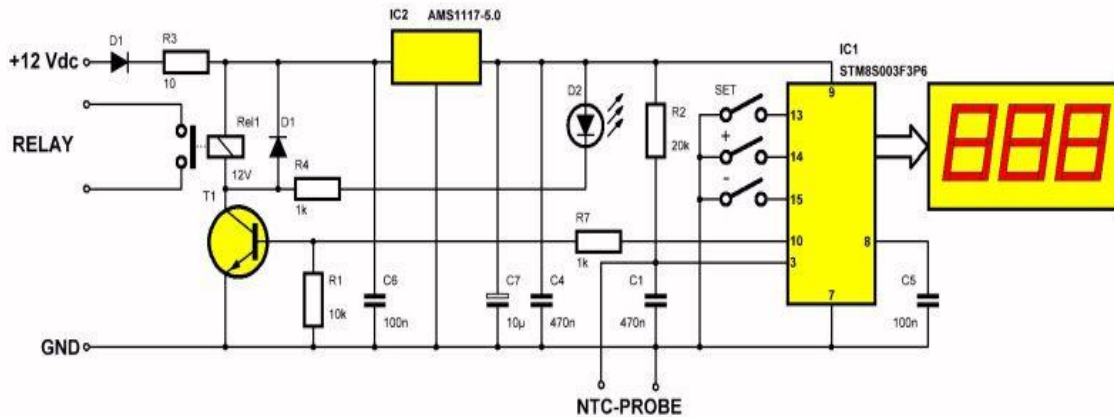 IC2 AMS1117-5.0
D1 R3
+12 Vdc
10
IC1
STM8S003F3P6
9
D2
SET
13
R2
20k
RELAY
Rel1
D1
+
14
12V
R4
-
15
1k
T1
R7
10
8
1k
3
R1
10k
C6
100n
C7
10µ
C4
470n
C1
470n
7
C5
100n
888
GND
NTC-PROBE